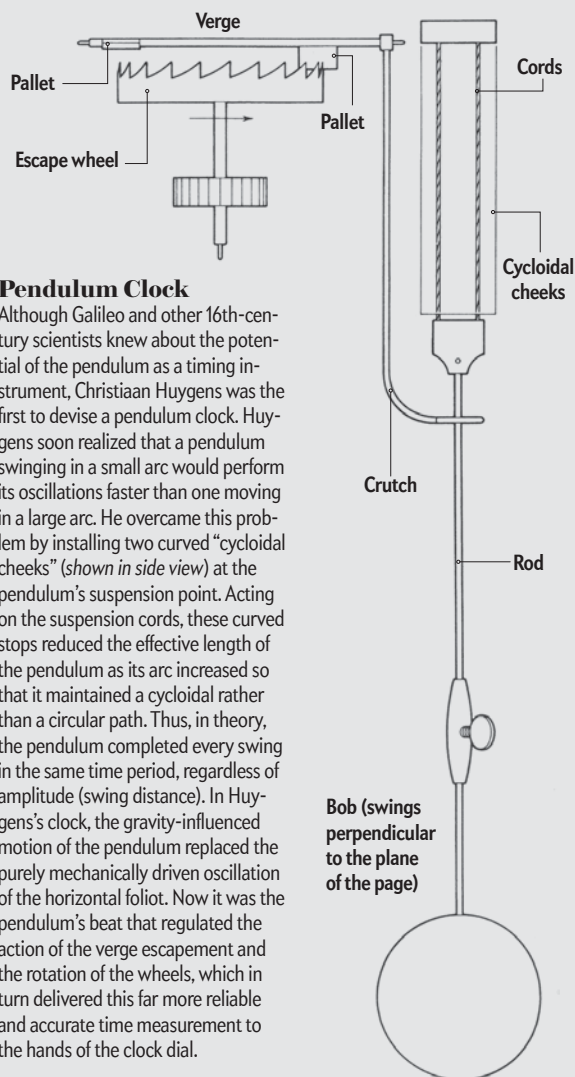 Verge
Pallet
Cords
Pallet
Escape wheel
Cycloidal
cheeks
Pendulum Clock
Although Galileo and other 16th-cen-
tury scientists knew about the poten-
tial of the pendulum as a timing in-
strument, Christiaan Huygens was the
first to devise a pendulum clock. Huy-
gens soon realized that a pendulum
swinging in a small arc would perform
its oscillations faster than one moving
in a large arc. He overcame this prob-
lem by installing two curved “cycloidal
cheeks” (shown in side view) at the
pendulum’s suspension point. Acting
on the suspension cords, these curved
stops reduced the effective length of
the pendulum as its arc increased so
that it maintained a cycloidal rather
than a circular path. Thus, in theory,
the pendulum completed every swing
in the same time period, regardless of
amplitude (swing distance). In Huy-
gens’s clock, the gravity-influenced
motion of the pendulum replaced the
purely mechanically driven oscillation
of the horizontal foliot. Now it was the
pendulum’s beat that regulated the
action of the verge escapement and
the rotation of the wheels, which in
turn delivered this far more reliable
and accurate time measurement to
the hands of the clock dial.
Crutch
Rod
Bob (swings
perpendicular
to the plane
of the page)